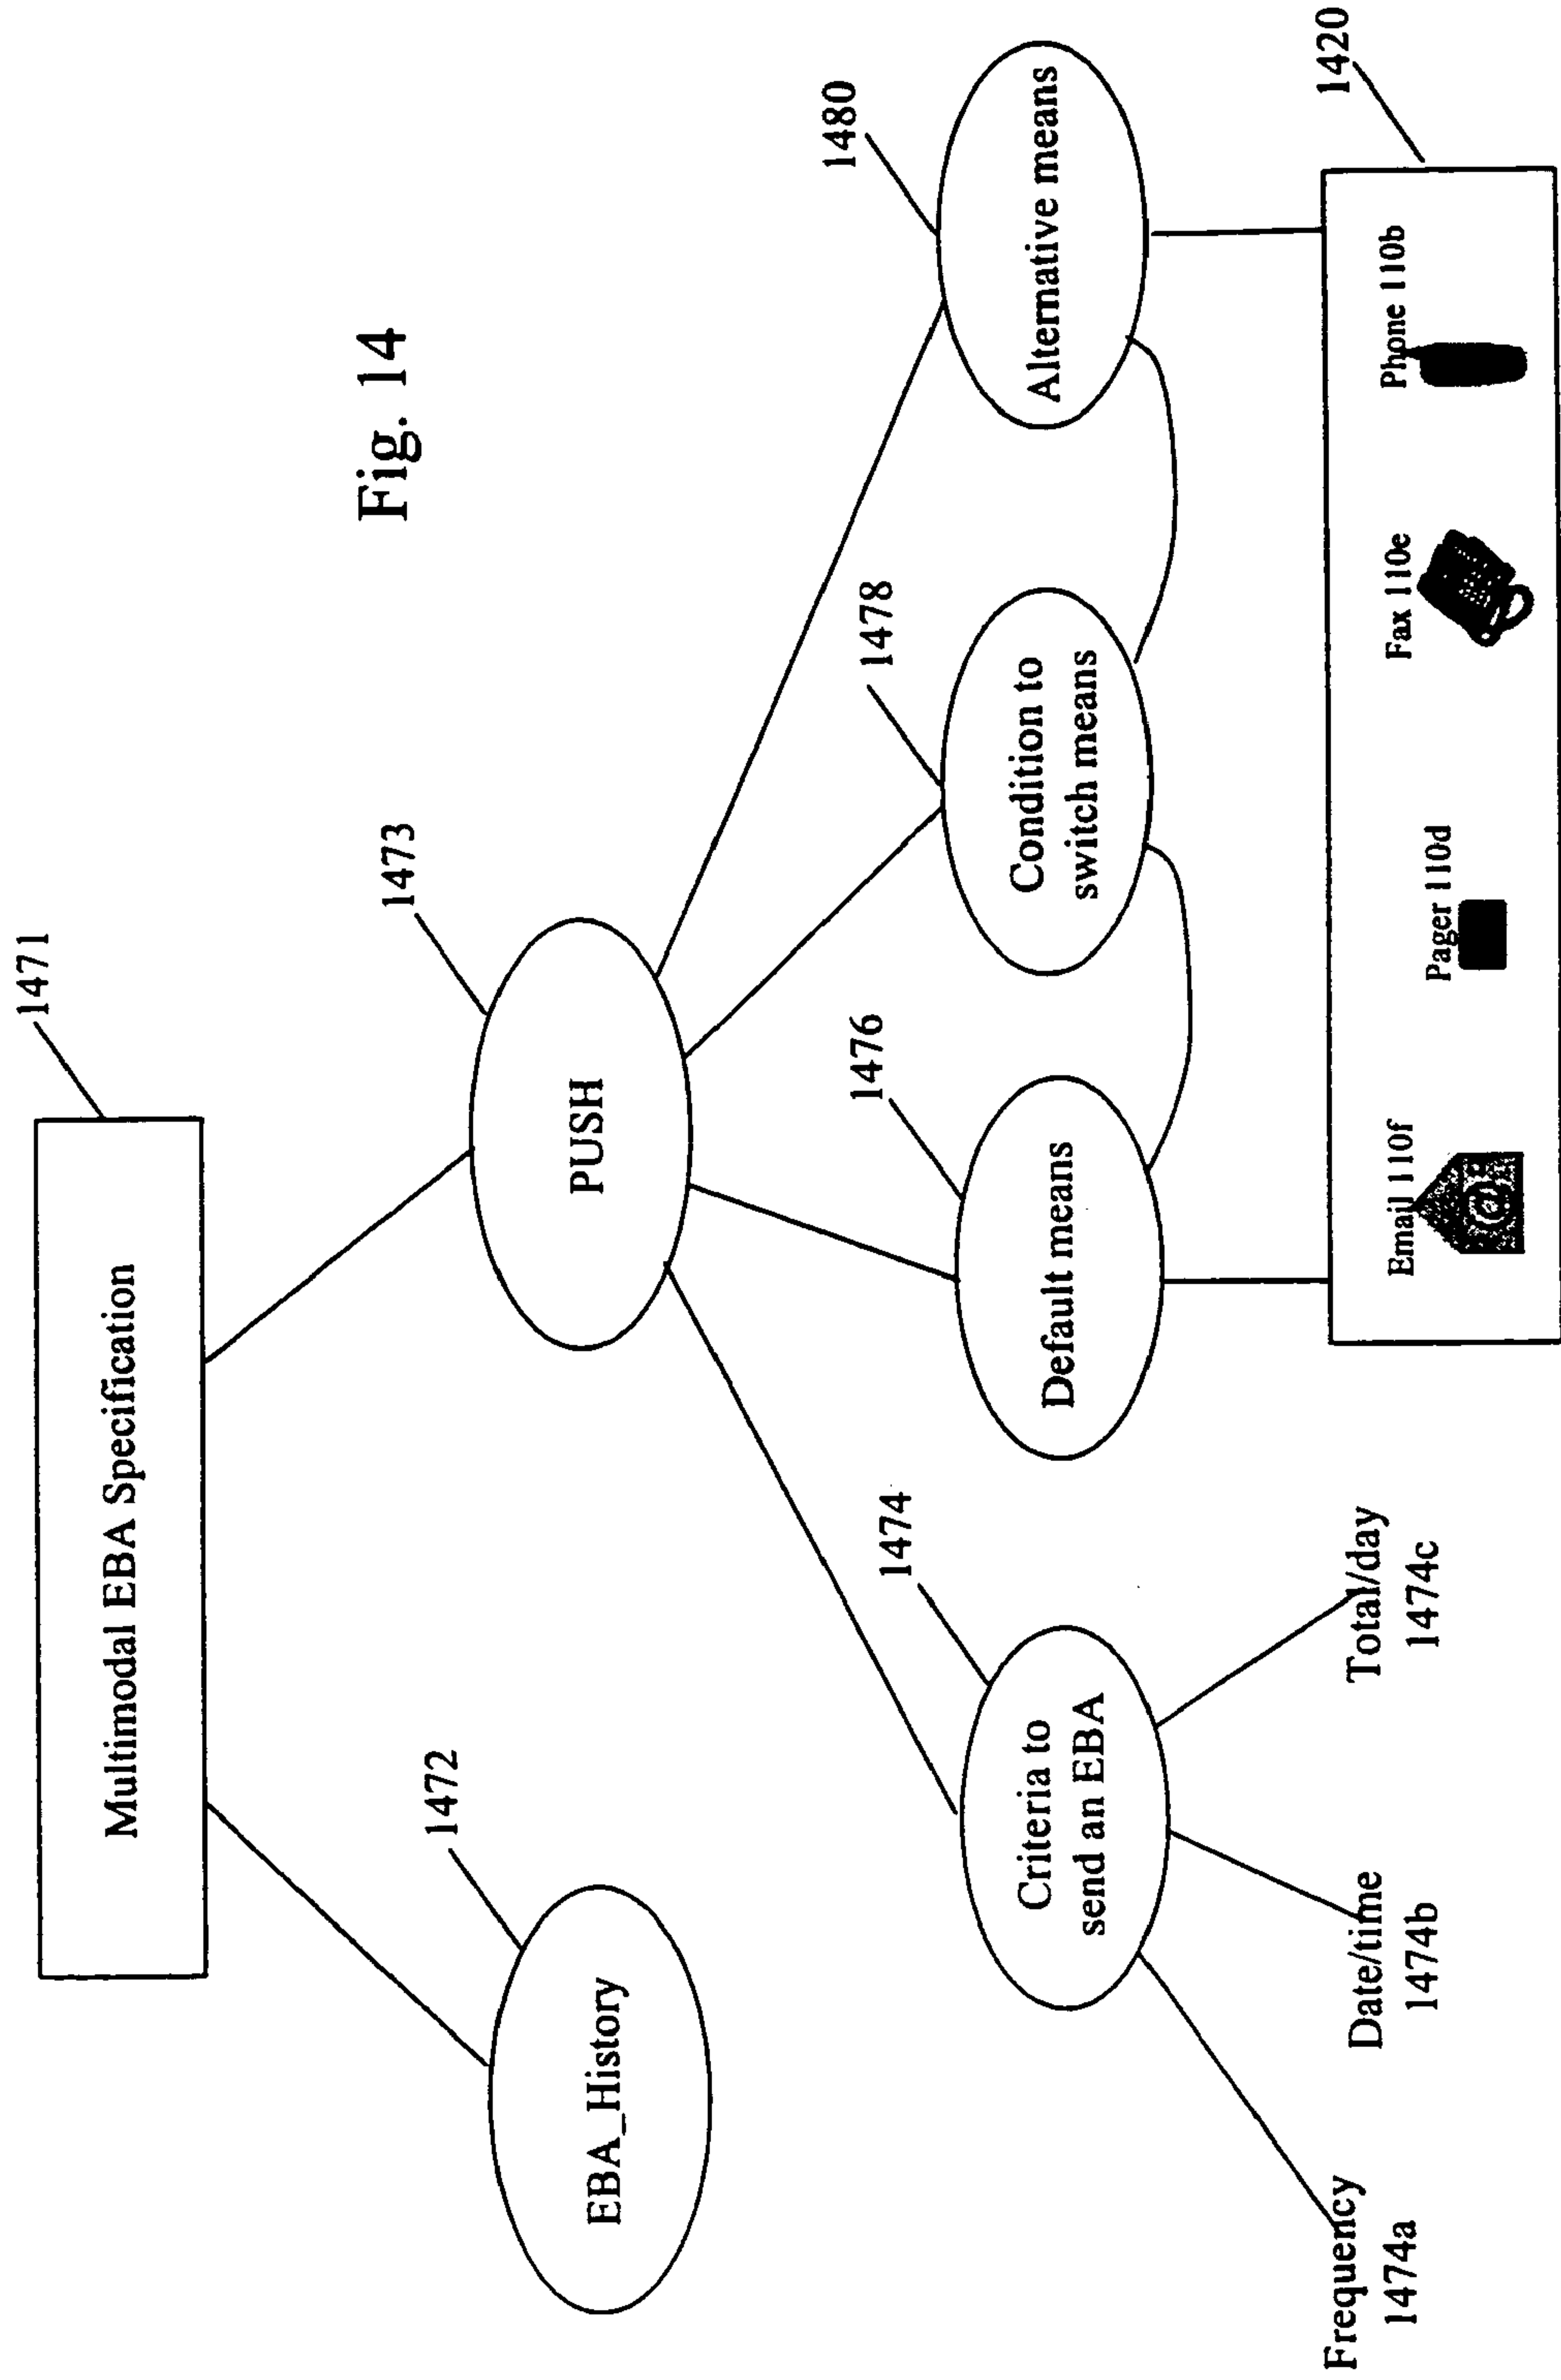 Fig. 14
1471
Multimodal EBA Specification
1472
EBA_History
1473
PUSH
1474
Criteria to
send an EBA
1476
Default means
1478
Condition to
switch means
1480
Alternative means
Frequency
1474a
Date/time
1474b
Total/day
1474c
1420
Email 110f
@
Pager 110d
Fax 110e
Phone 110b